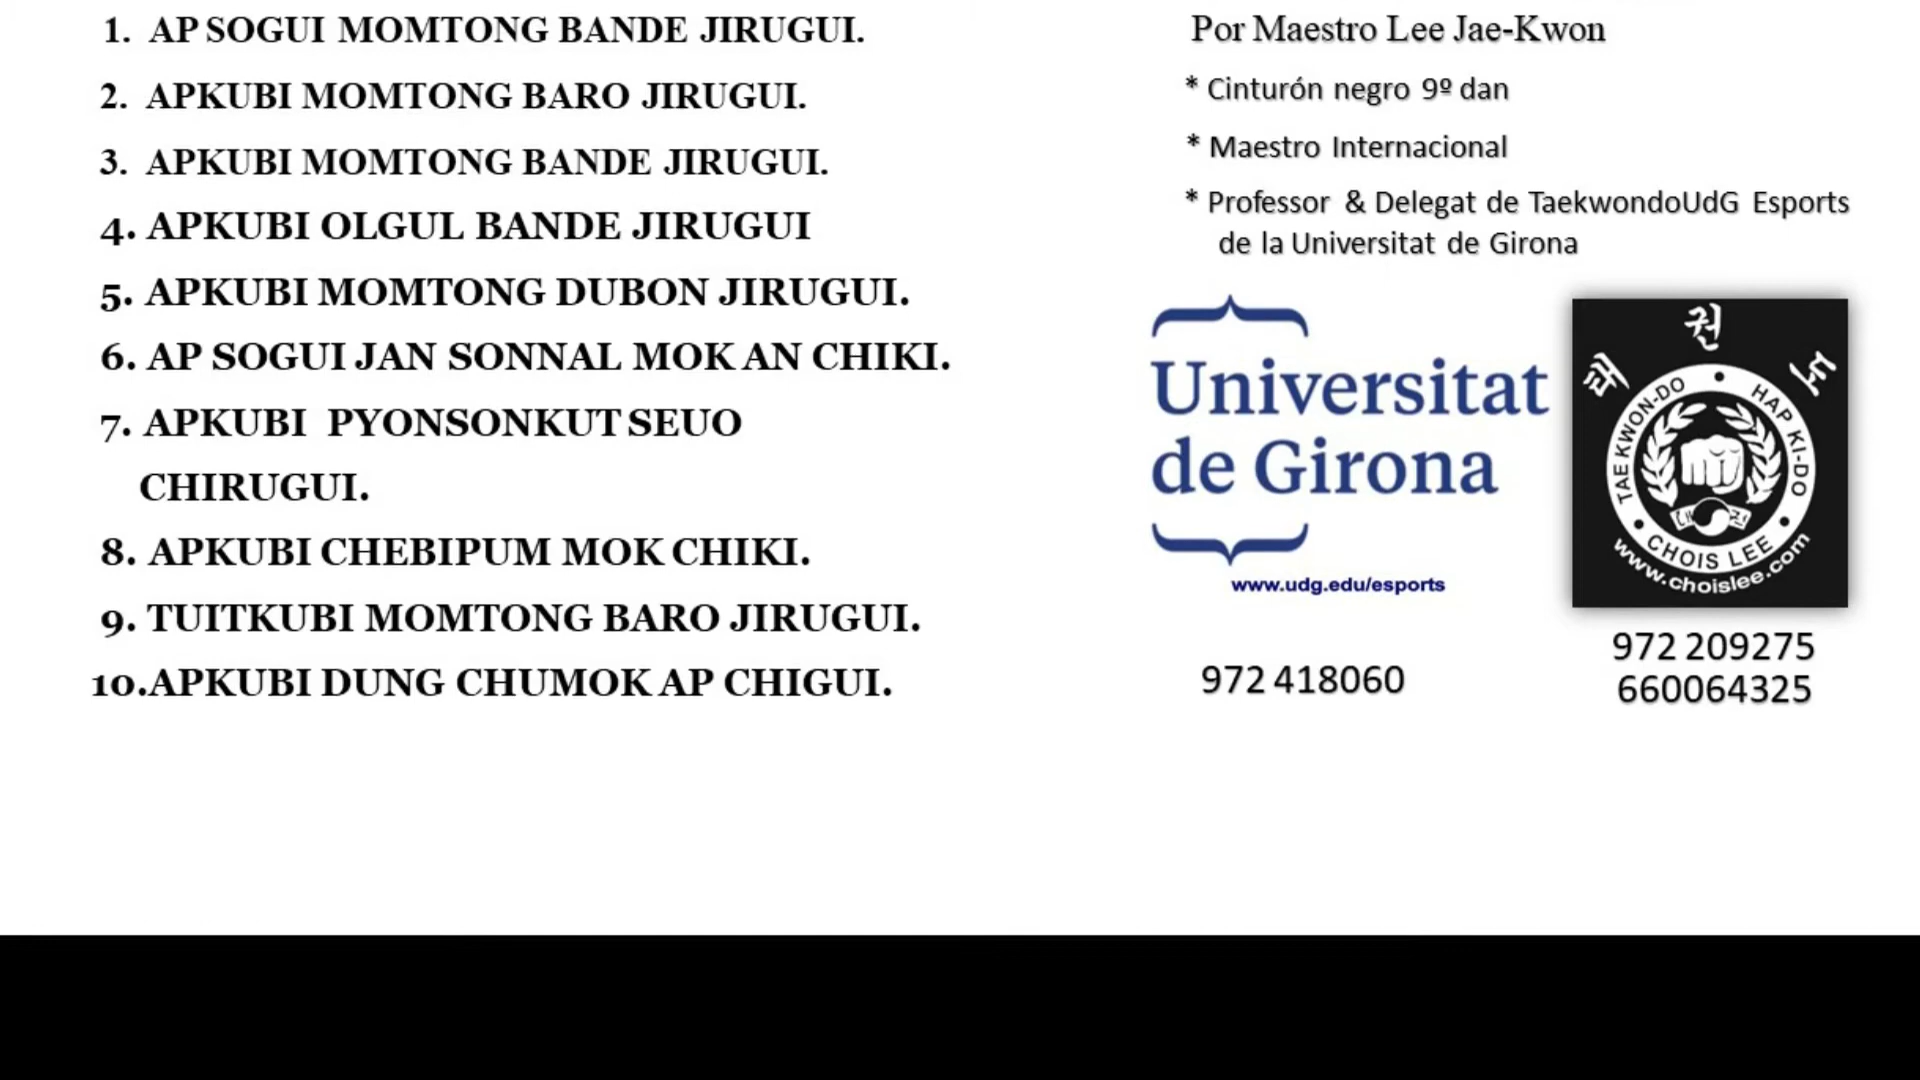 1. AP SOGUI MOMTONG BANDE JIRUGUI.
2. APKUBI MOMTONG BARO JIRUGUI.
3. APKUBI MOMTONG BANDE JIRUGUI.
4. APKUBI OLGUL BANDE JIRUGUI
5. APKUBI MOMTONG DUBON JIRUGUI.
6. AP SOGUI JAN SONNAL MOK AN CHIKI.
7. APKUBI PYONSONKUT SEUO
CHIRUGUI.
8. APKUBI CHEBIPUM MOK CHIKI.
9. TUITKUBI MOMTONG BARO JIRUGUI.
10.APKUBI DUNG CHUMOK AP CHIGUI.
Por Maestro Lee Jae-Kwon
* Cinturón negro 9º dan
* Maestro Internacional
* Professor & Delegat de TaekwondoUdG Esports
de la Universitat de Girona
Universitat
de Girona
www.udg.edu/esports
972 418060
태 권 도
TAE KWON-DO • HAP KI-DO
• CHOIS LEE •
www.choislee.com
972 209275
660064325